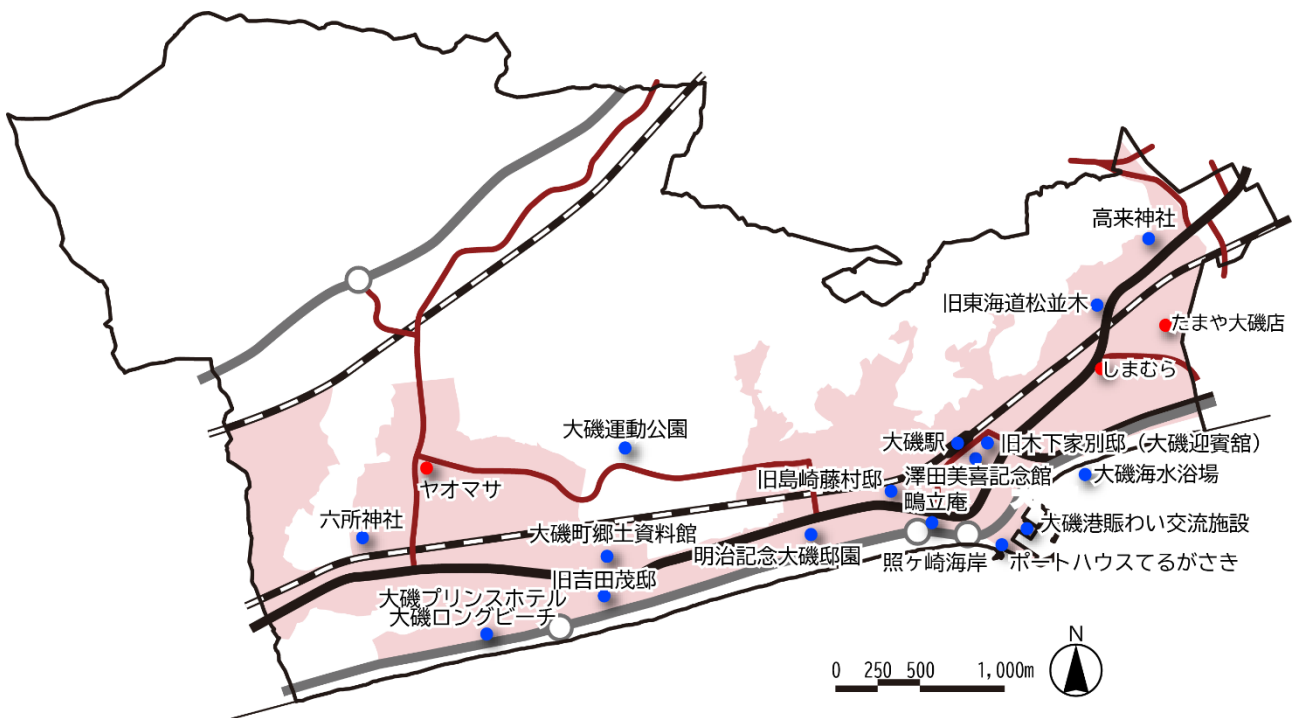 高来神社
旧東海道松並木
たまや大磯店
しまむら
大磯運動公園
大磯駅
旧木下家別邸（大磯迎賓館）
澤田美喜記念館
大磯海水浴場
旧島崎藤村邸
鴫立庵
ヤオマサ
六所神社
大磯町郷土資料館
明治記念大磯邸園
照ヶ崎海岸
大磯港賑わい交流施設
ポートハウスてるがさき
旧吉田茂邸
大磯プリンスホテル
大磯ロングビーチ
N
0 250 500 1,000m